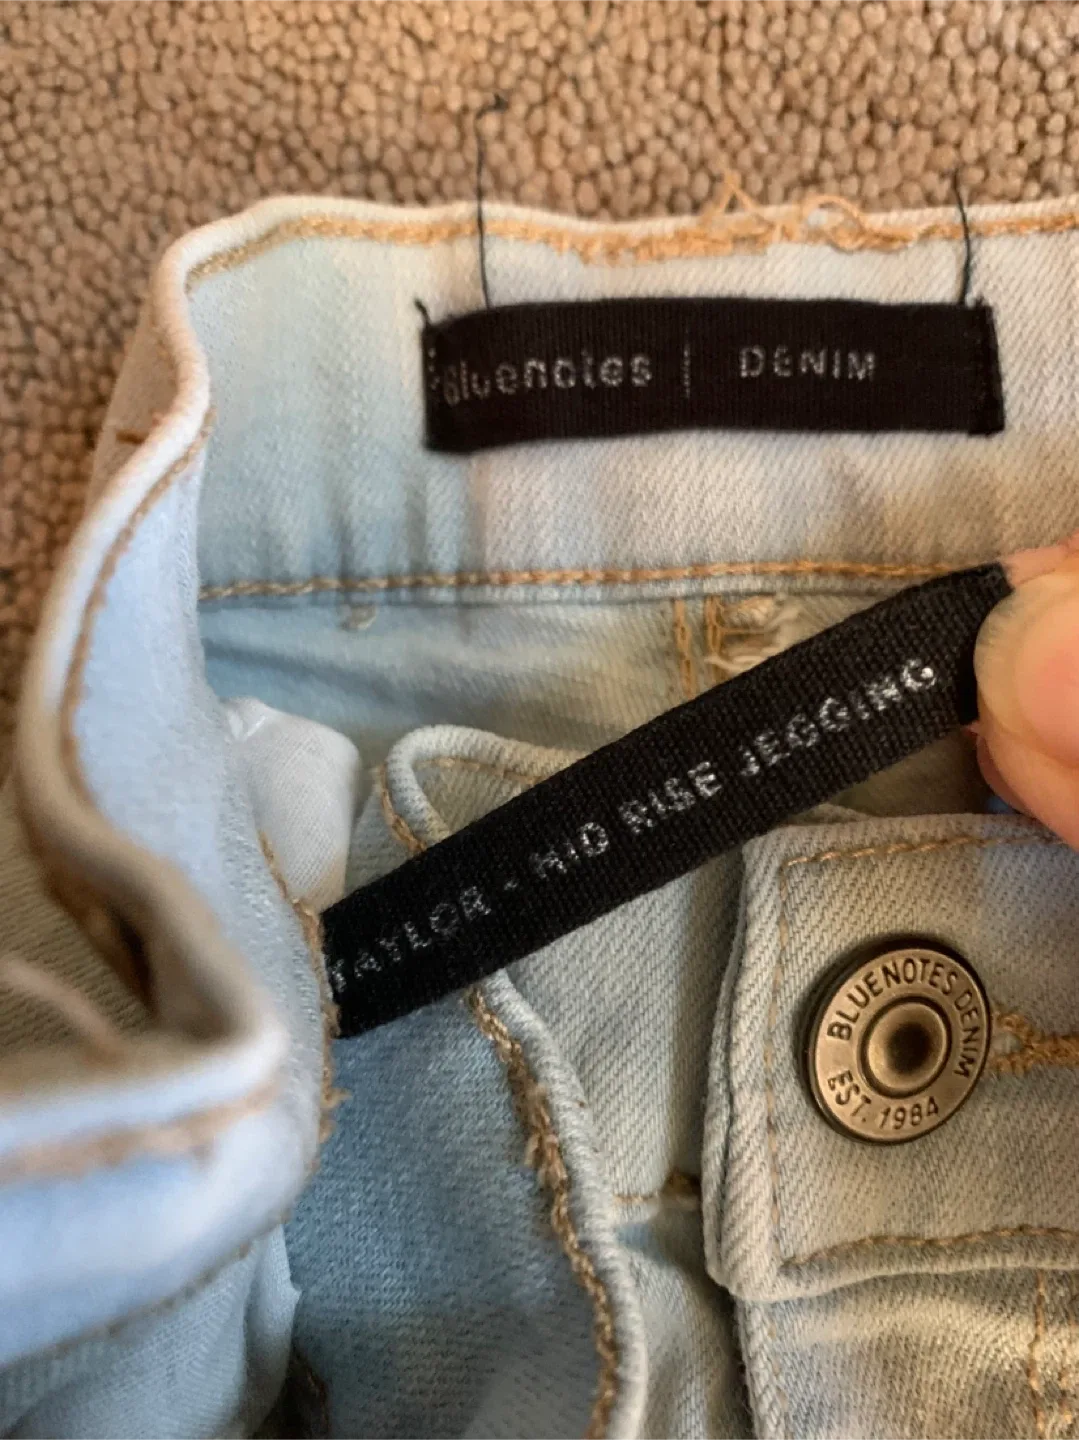 Bluenotes | DENIM
TAYLOR - MID RISE JEGGING
BLUENOTES DENIM
EST. 1984